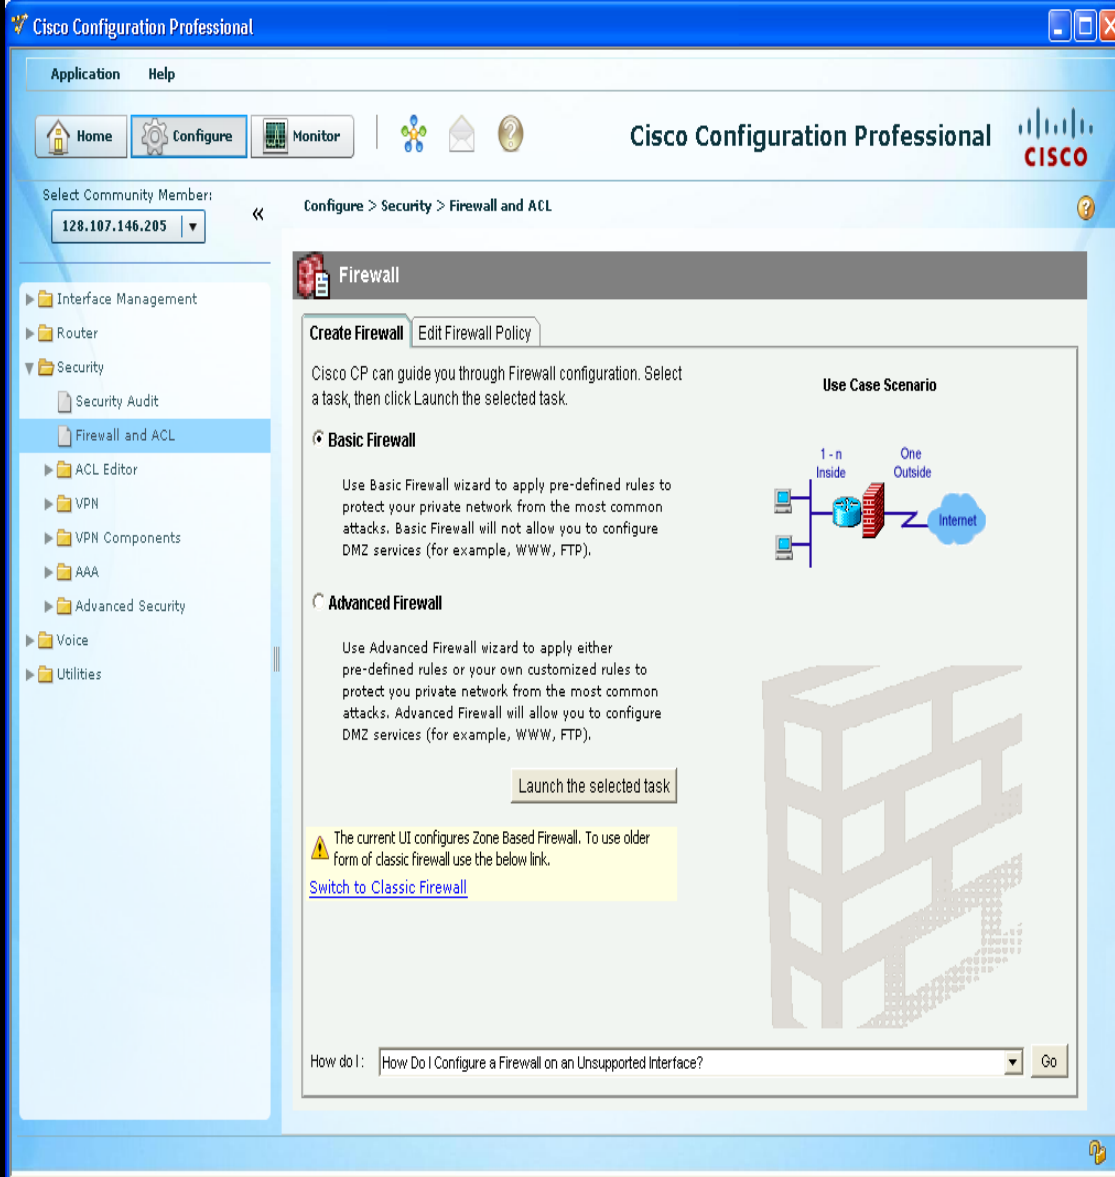 Cisco Configuration Professional
Application Help
Home Configure Monitor
Cisco Configuration Professional
CISCO
Select Community Member:
128.107.146.205
Configure > Security > Firewall and ACL
Interface Management
Router
Security
Security Audit
Firewall and ACL
ACL Editor
VPN
VPN Components
AAA
Advanced Security
Voice
Utilities
Firewall
Create Firewall Edit Firewall Policy
Cisco CP can guide you through Firewall configuration. Select
a task, then click Launch the selected task.
Basic Firewall
Use Basic Firewall wizard to apply pre-defined rules to
protect your private network from the most common
attacks. Basic Firewall will not allow you to configure
DMZ services (for example, WWW, FTP).
Advanced Firewall
Use Advanced Firewall wizard to apply either
pre-defined rules or your own customized rules to
protect you private network from the most common
attacks. Advanced Firewall will allow you to configure
DMZ services (for example, WWW, FTP).
Launch the selected task
The current UI configures Zone Based Firewall. To use older
form of classic firewall use the below link.
Switch to Classic Firewall
Use Case Scenario
1 - n
Inside
One
Outside
Internet
How do I: How Do I Configure a Firewall on an Unsupported Interface? Go